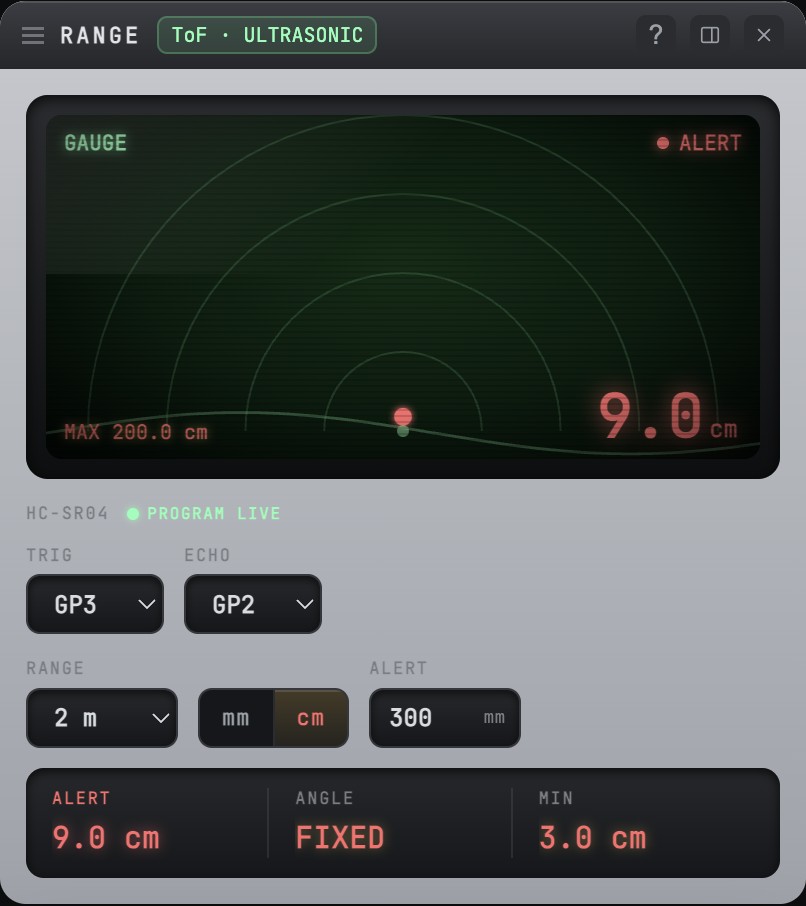 RANGE ToF · ULTRASONIC ?
GAUGE ALERT
MAX 200.0 cm 9.0 cm
HC-SR04 PROGRAM LIVE
TRIG ECHO
GP3 GP2
RANGE ALERT
2 m mm cm 300 mm
ALERT ANGLE MIN
9.0 cm FIXED 3.0 cm